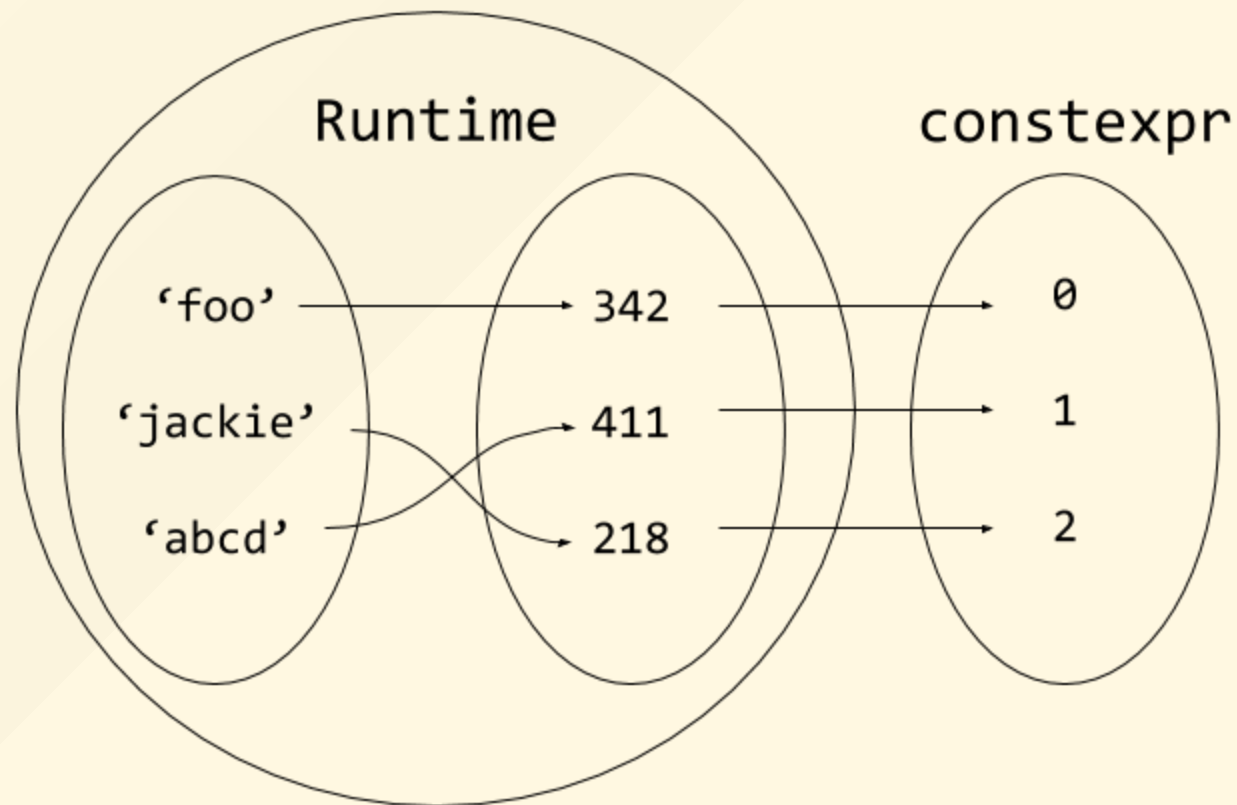 Runtime constexpr
‘foo’ 342 0
‘jackie’ 411 1
‘abcd’ 218 2